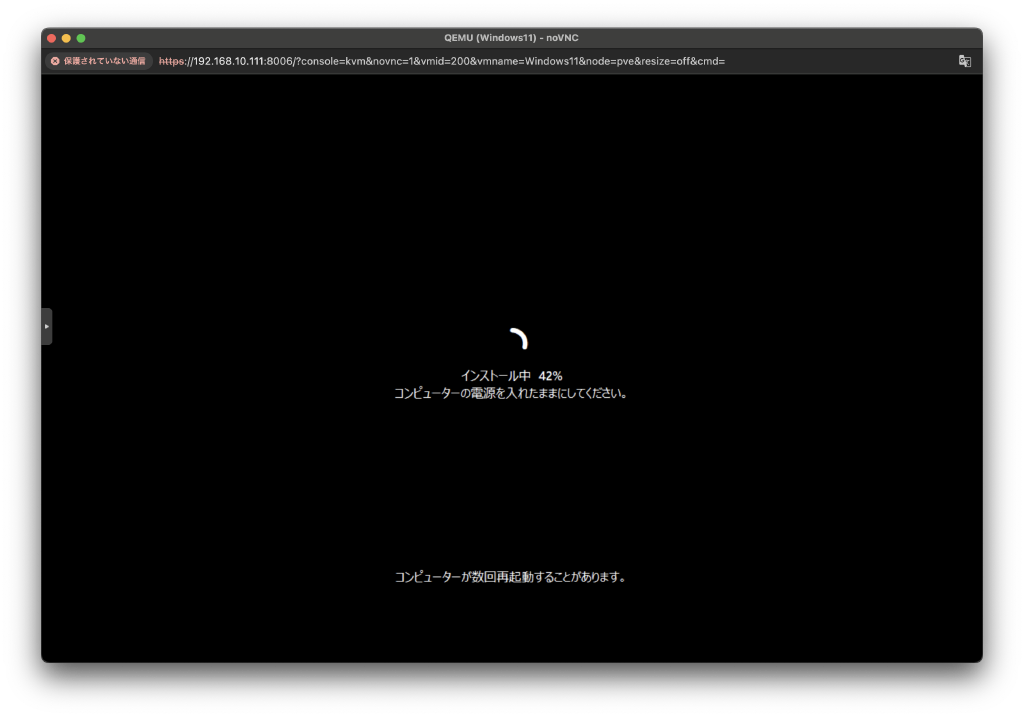 QEMU (Windows11) - noVNC
保護されていない通信 https://192.168.10.111:8006/?console=kvm&novnc=1&vmid=200&vmname=Windows11&node=pve&resize=off&cmd=
インストール中 42%
コンピューターの電源を入れたままにしてください。
コンピューターが数回再起動することがあります。